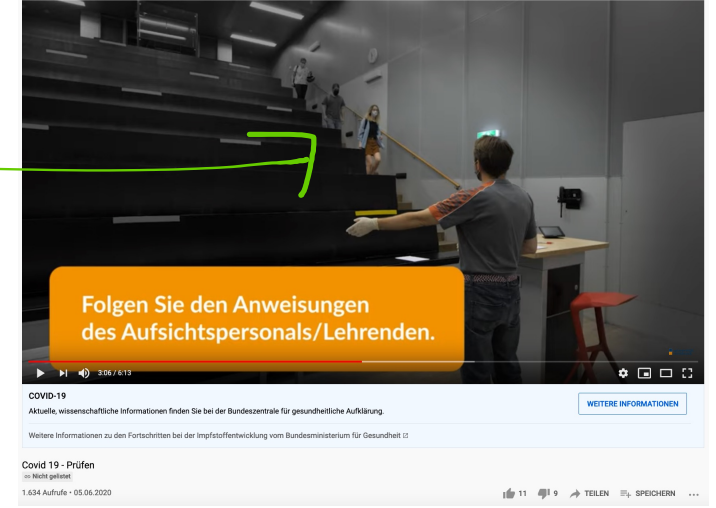 Folgen Sie den Anweisungen
des Aufsichtspersonals/Lehrenden.
3:06 / 6:13
COVID-19
Aktuelle, wissenschaftliche Informationen finden Sie bei der Bundeszentrale für gesundheitliche Aufklärung.
WEITERE INFORMATIONEN
Weitere Informationen zu den Fortschritten bei der Impfstoffentwicklung vom Bundesministerium für Gesundheit
Covid 19 - Prüfen
Nicht gelistet
1.634 Aufrufe • 05.06.2020
11 9 TEILEN SPEICHERN